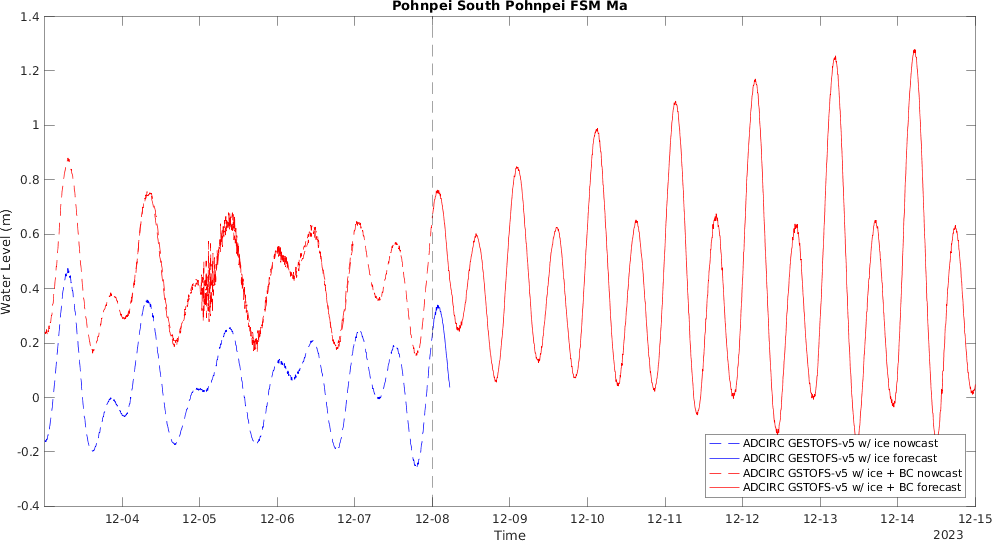 Pohnpei South Pohnpei FSM Ma
1.4
1.2
1
0.8
0.6
0.4
0.2
0
-0.2
-0.4
Water Level (m)
12-04 12-05 12-06 12-07 12-08 12-09 12-10 12-11 12-12 12-13 12-14 12-15
Time
2023
ADCIRC GESTOFS-v5 w/ ice nowcast
ADCIRC GESTOFS-v5 w/ ice forecast
ADCIRC GSTOFS-v5 w/ ice + BC nowcast
ADCIRC GSTOFS-v5 w/ ice + BC forecast